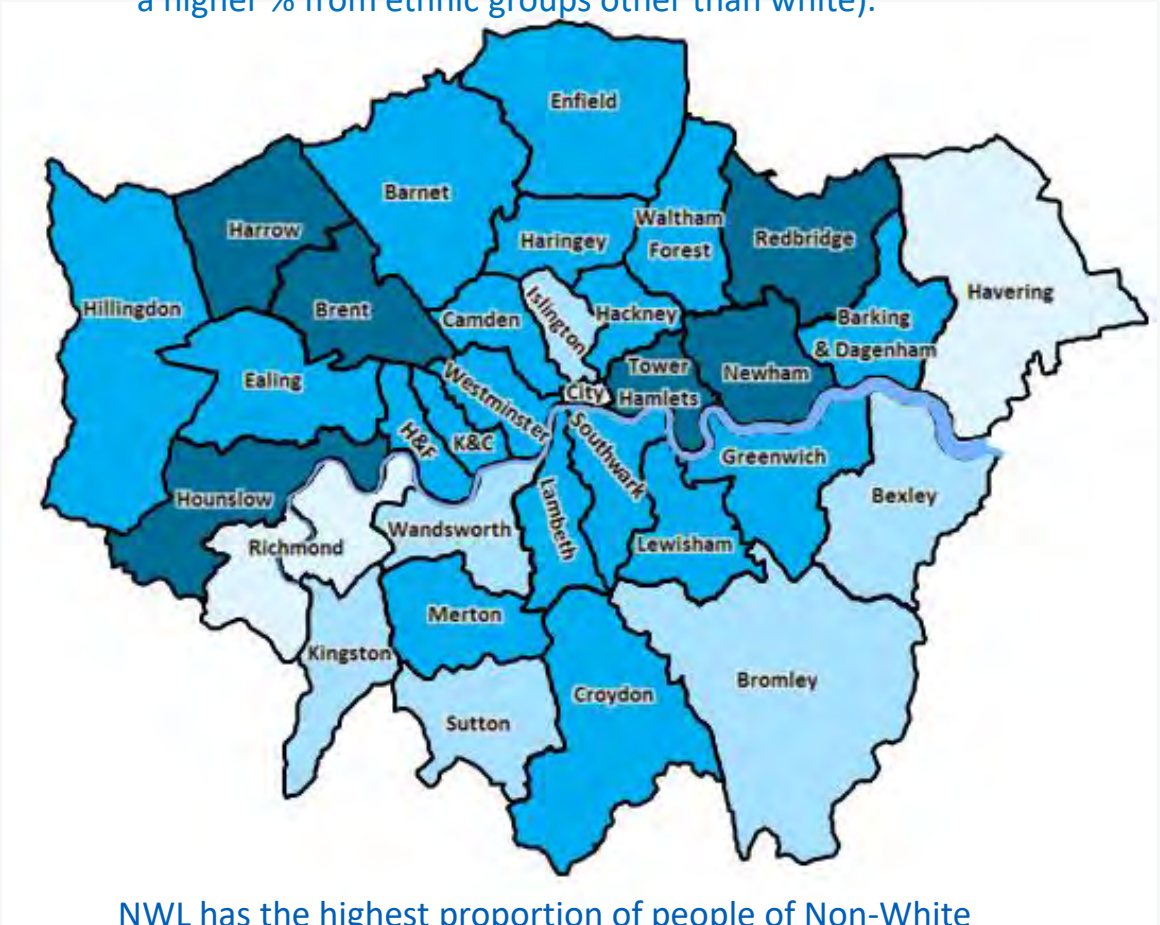 a higher % from ethnic groups other than white).
Enfield
Barnet
Harrow
Haringey
Waltham
Forest
Redbridge
Havering
Hillingdon
Brent
Camden
Islington
Hackney
Barking
& Dagenham
Ealing
Westminster
City
Tower
Hamlets
Newham
H&F
K&C
Southwark
Greenwich
Hounslow
Bexley
Richmond
Wandsworth
Lambeth
Lewisham
Merton
Kingston
Sutton
Croydon
Bromley
NWL has the highest proportion of people of Non-White